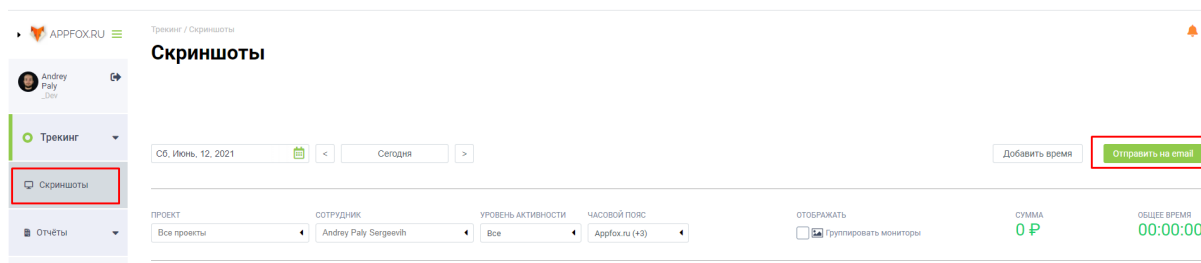 APPFOX.RU
Трекинг / Скриншоты
Скриншоты
Andrey
Paly
_Dev
Трекинг
Скриншоты
Отчёты
Сб, Июнь, 12, 2021
<
Сегодня
>
Добавить время
Отправить на email
ПРОЕКТ
СОТРУДНИК
УРОВЕНЬ АКТИВНОСТИ
ЧАСОВОЙ ПОЯС
ОТОБРАЖАТЬ
СУММА
ОБЩЕЕ ВРЕМЯ
Все проекты
Andrey Paly Sergeevih
Все
Appfox.ru (+3)
Группировать мониторы
0 ₽
00:00:00